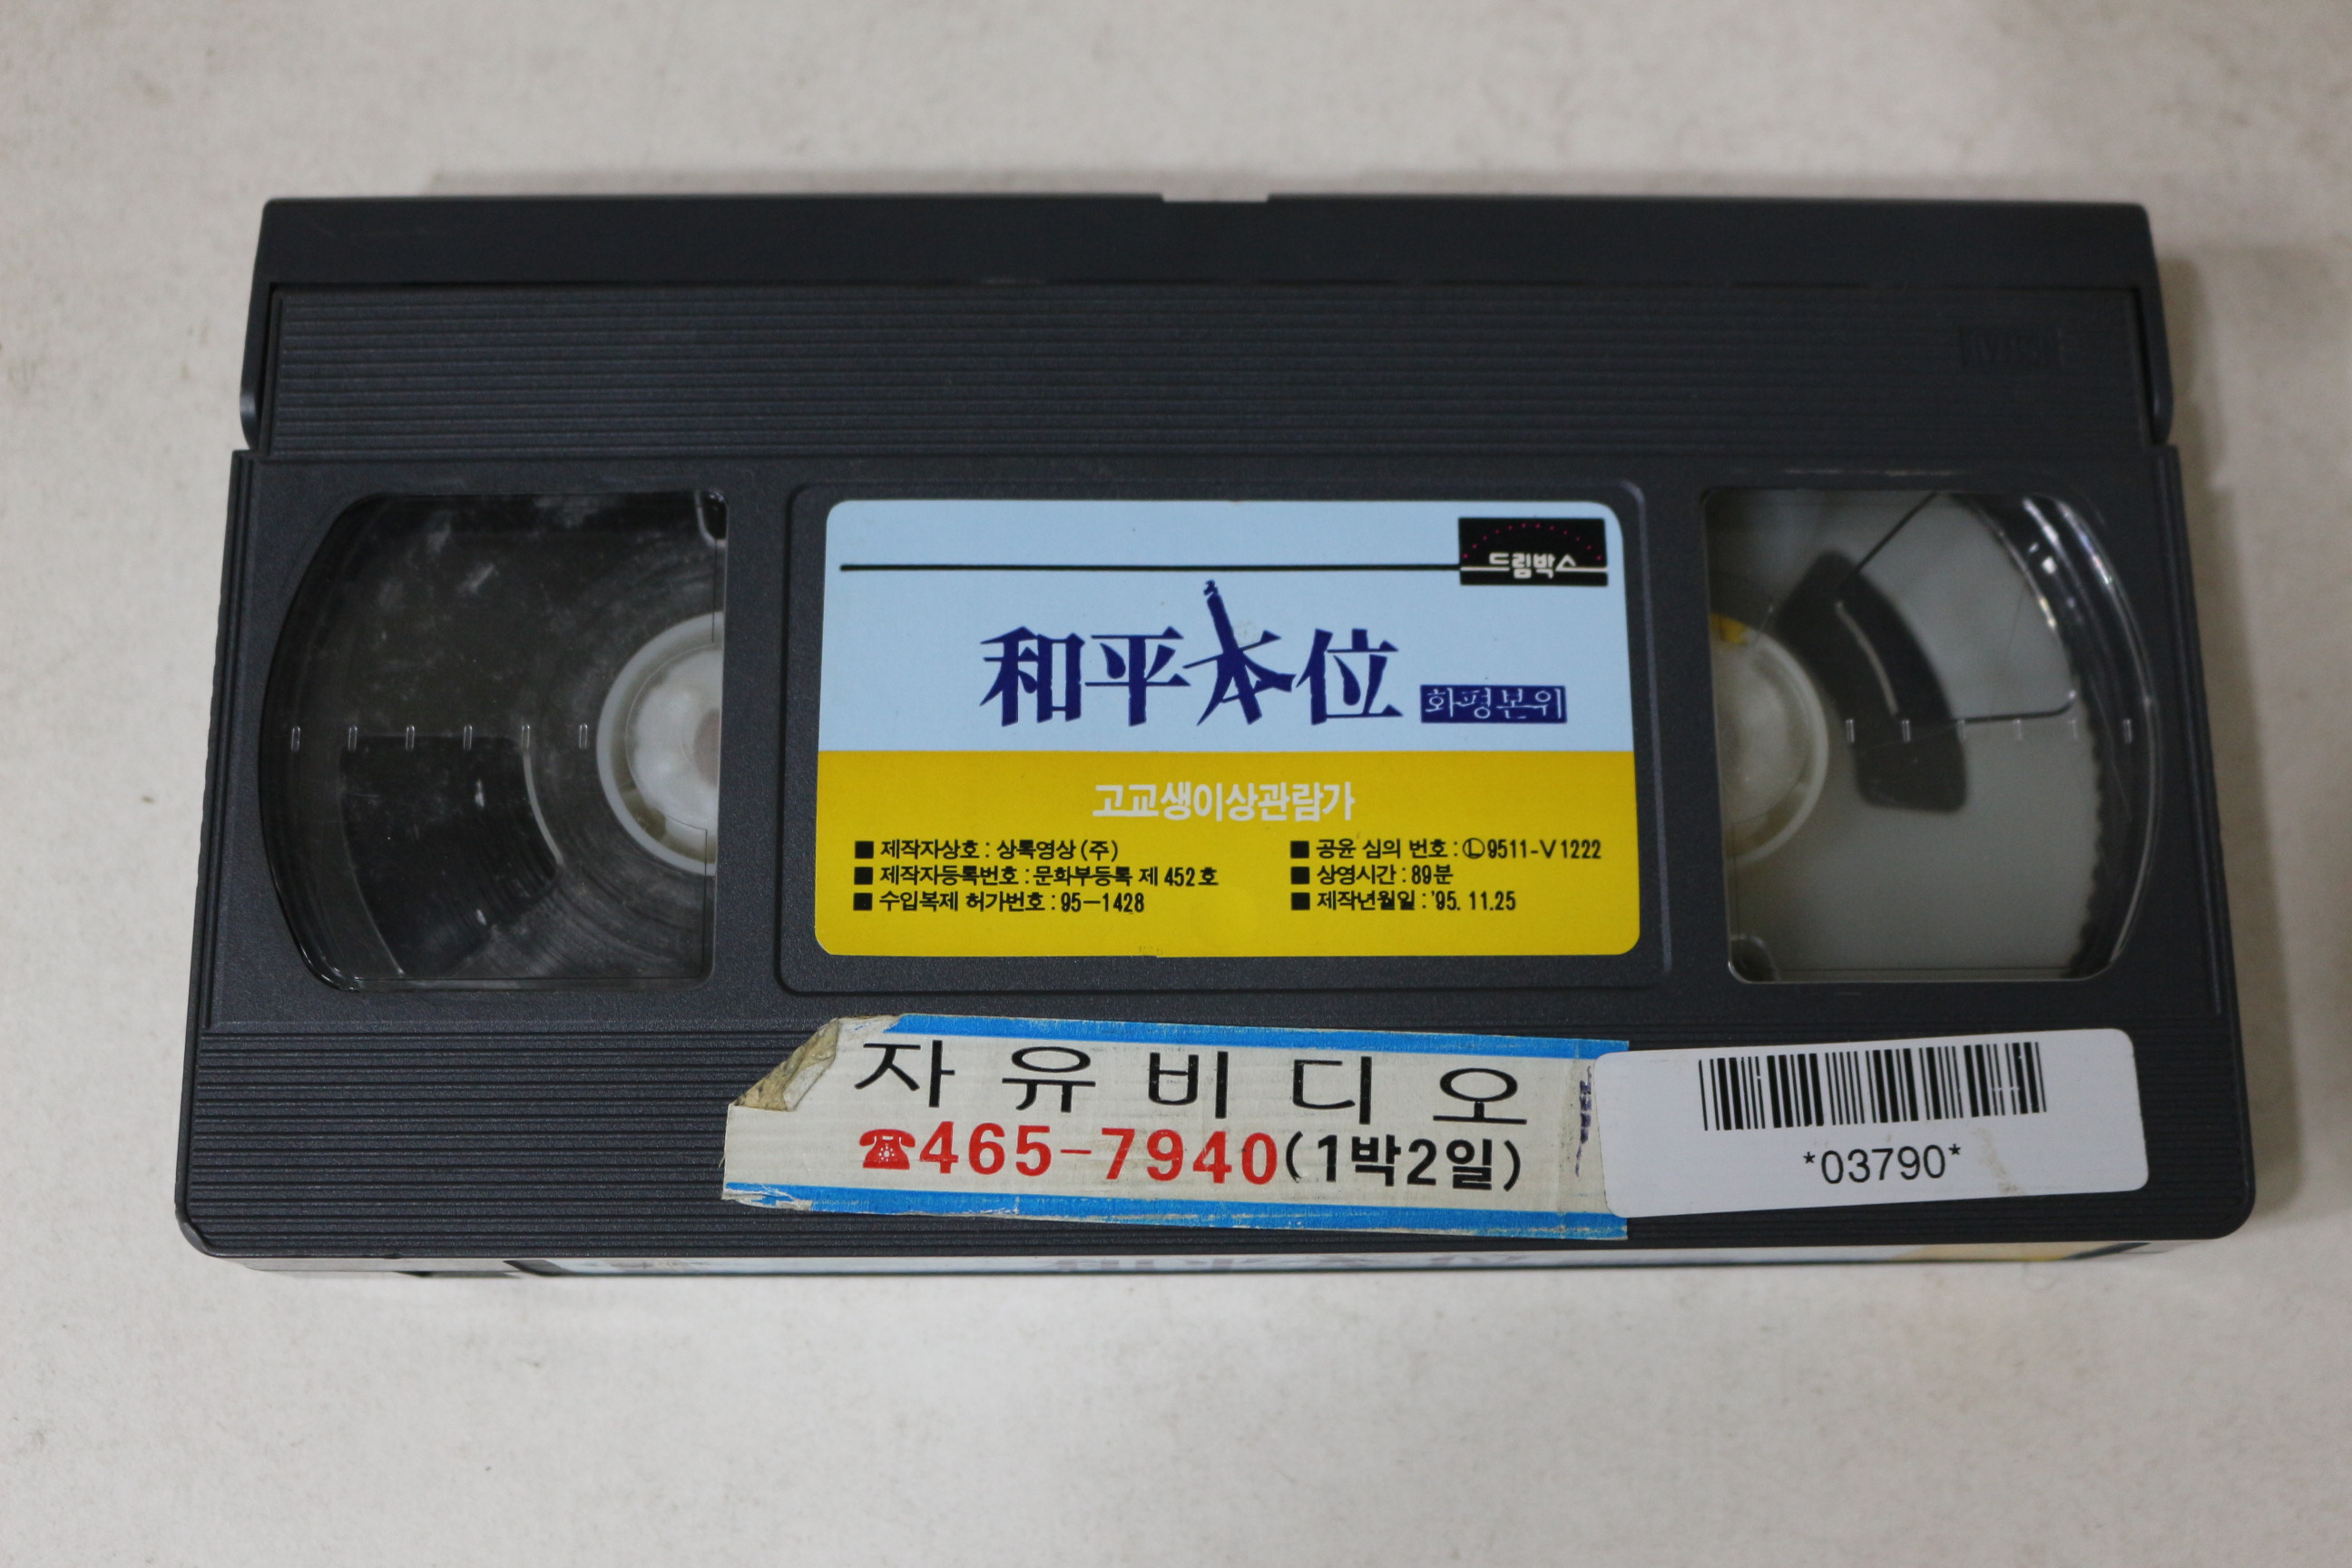 VHS
드림박스
和平本位 화평본위
고교생이상관람가
■ 제작자상호 : 상록영상 (주)
■ 제작자등록번호 : 문화부등록 제 452 호
■ 수입복제 허가번호 : 95-1428
■ 공윤 심의 번호 : Ⓛ9511-V1222
■ 상영시간 : 89분
■ 제작년월일 : '95. 11.25
자유비디오
☎465-7940(1박2일)
*03790*